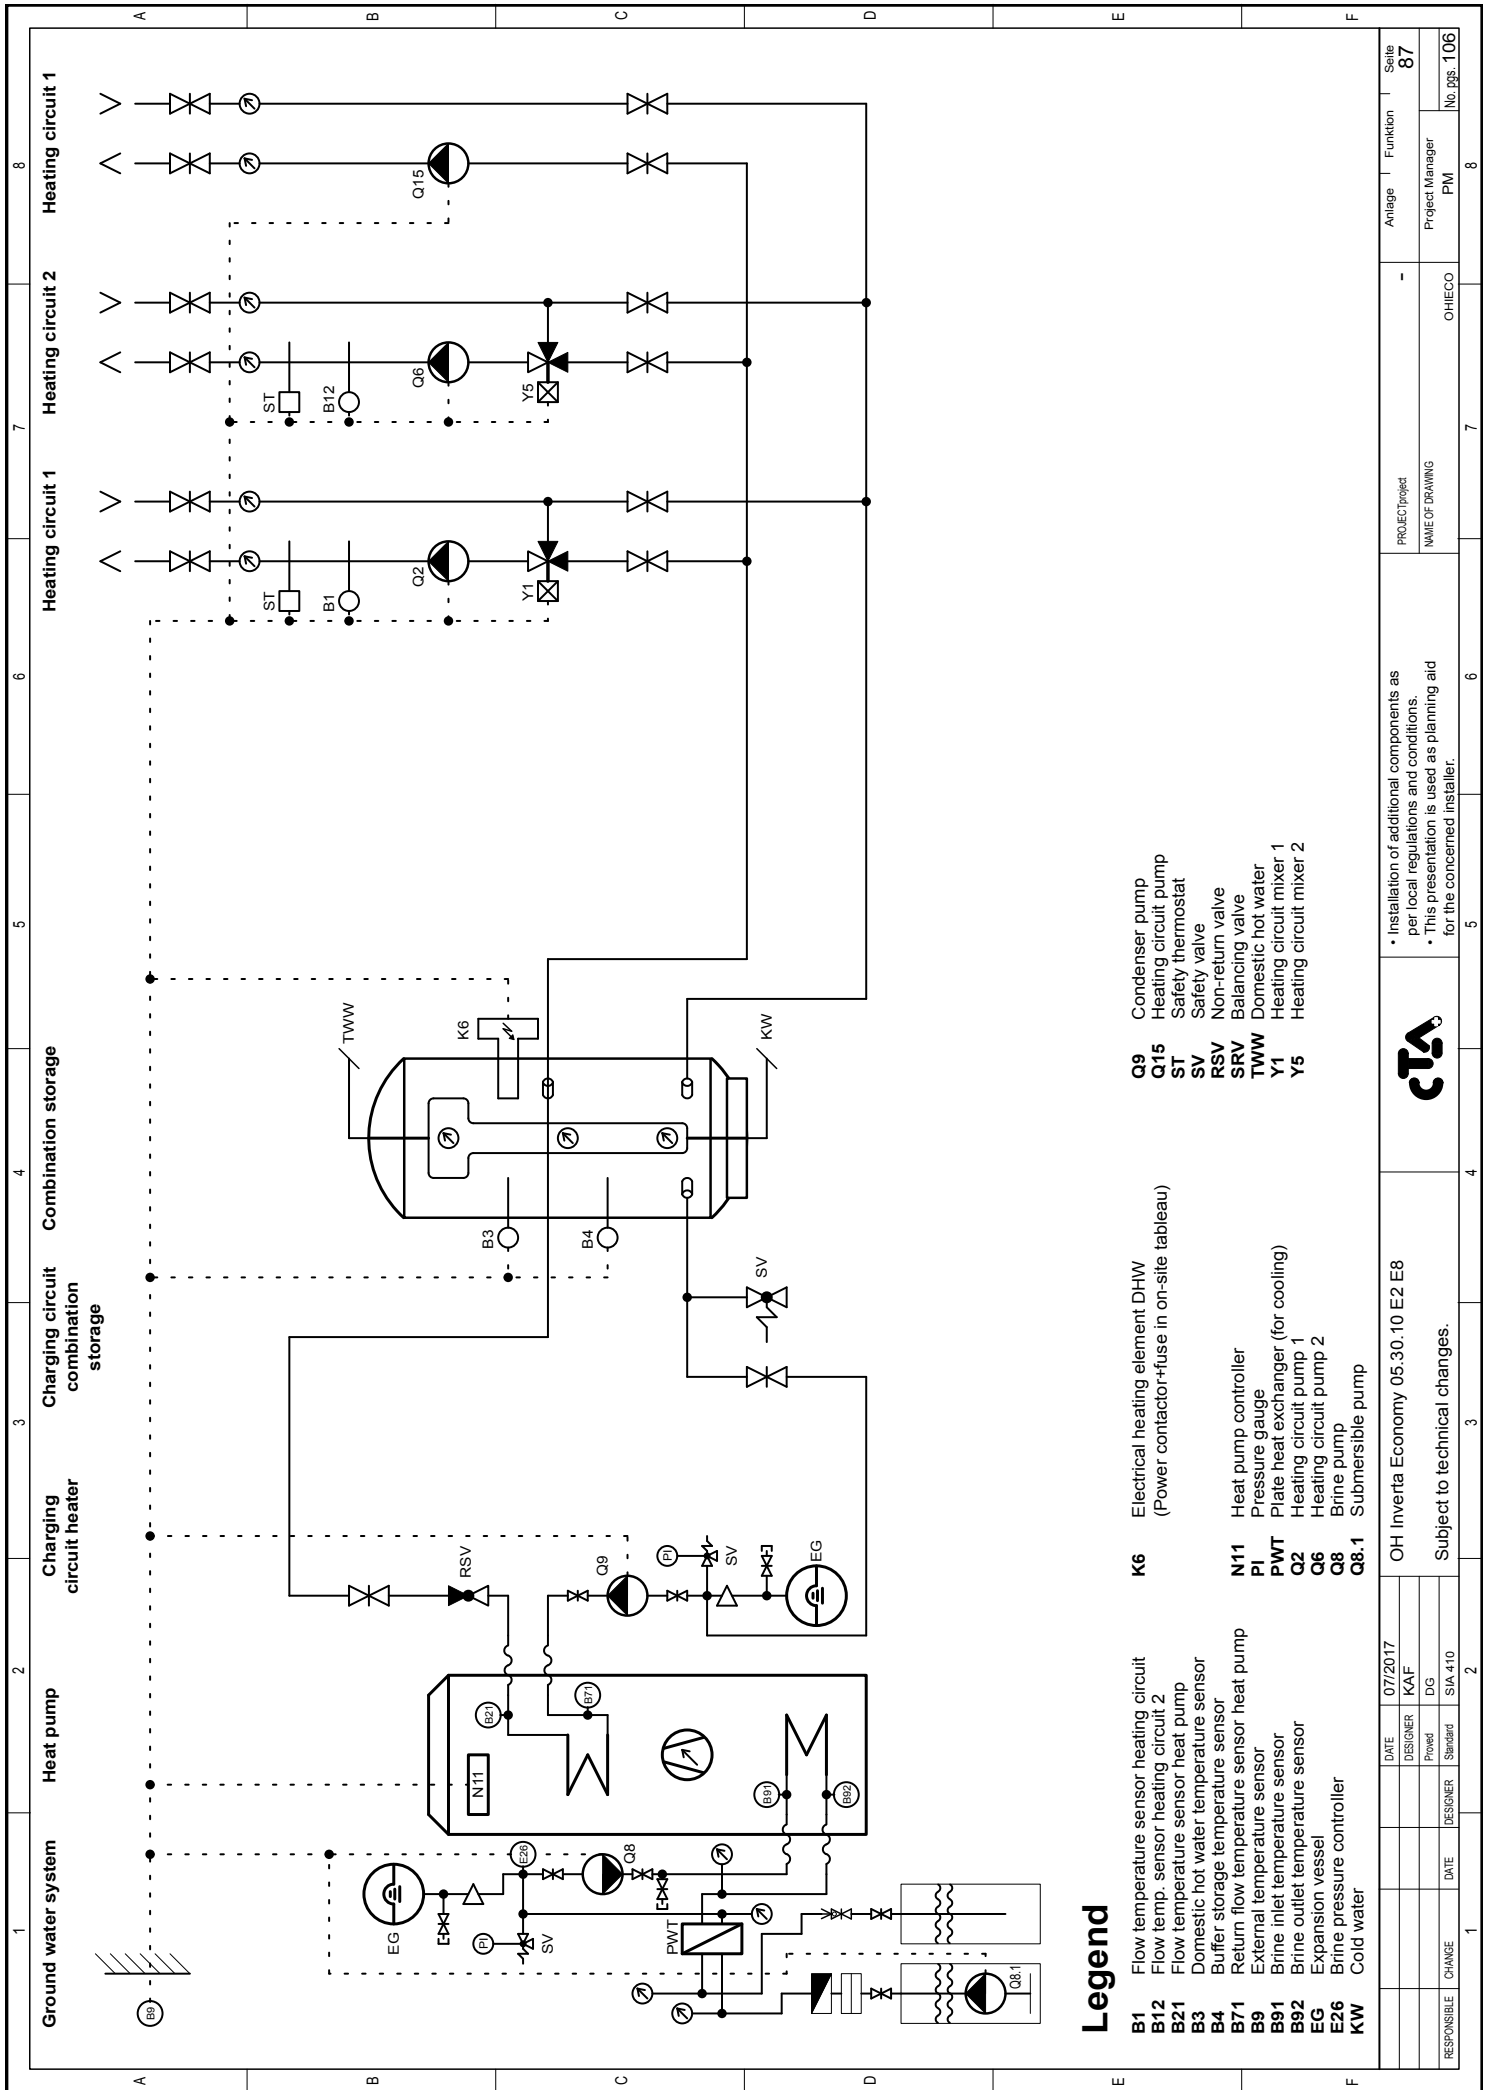 1
2
3
4
5
6
7
8
A
B
C
D
E
F
Ground water system
Heat pump
Charging
circuit heater
Charging circuit
combination
storage
Combination storage
Heating circuit 1
Heating circuit 2
Heating circuit 1
B9
EG
PI
SV
E26
Q8
PWT
Q8.1
N11
B21
B71
B91
B92
RSV
Q9
PI
SV
EG
SV
B3
B4
TWW
K6
KW
ST
B1
Q2
Y1
ST
B12
Q6
Y5
Q15
Legend
B1 Flow temperature sensor heating circuit
B12 Flow temp. sensor heating circuit 2
B21 Flow temperature sensor heat pump
B3 Domestic hot water temperature sensor
B4 Buffer storage temperature sensor
B71 Return flow temperature sensor heat pump
B9 External temperature sensor
B91 Brine inlet temperature sensor
B92 Brine outlet temperature sensor
EG Expansion vessel
E26 Brine pressure controller
KW Cold water
K6 Electrical heating element DHW
(Power contactor+fuse in on-site tableau)
N11 Heat pump controller
PI Pressure gauge
PWT Plate heat exchanger (for cooling)
Q2 Heating circuit pump 1
Q6 Heating circuit pump 2
Q8 Brine pump
Q8.1 Submersible pump
Q9 Condenser pump
Q15 Heating circuit pump
ST Safety thermostat
SV Safety valve
RSV Non-return valve
SRV Balancing valve
TWW Domestic hot water
Y1 Heating circuit mixer 1
Y5 Heating circuit mixer 2
RESPONSIBLE CHANGE DATE DESIGNER
DATE 07/2017
DESIGNER KAF
Proved DG
Standard SIA 410
OH Inverta Economy 05.30.10 E2 E8
Subject to technical changes.
CTA
• Installation of additional components as
per local regulations and conditions.
• This presentation is used as planning aid
for the concerned installer.
PROJECTproject
-
NAME OF DRAWING
OHIECO
Anlage Funktion Seite
87
Project Manager
PM
No. pgs. 106
A
B
C
D
E
F
1
2
3
4
5
6
7
8